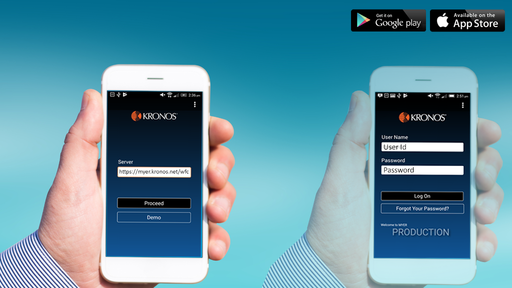 Get it on
Google play
Available on the
App Store
KRONOS
Server
https://myer.kronos.net/wfc
Proceed
Demo
KRONOS
User Name
User Id
Password
Password
Log On
Forgot Your Password?
Welcome to MYER
PRODUCTION